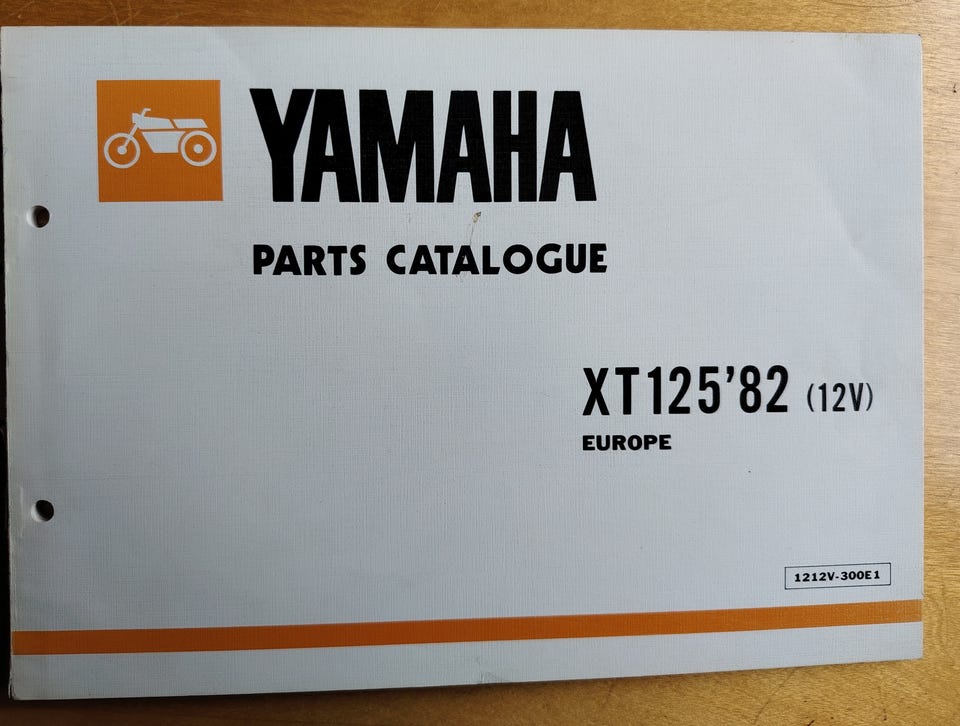 YAMAHA
PARTS CATALOGUE
XT125'82 (12V)
EUROPE
1212V-300E1